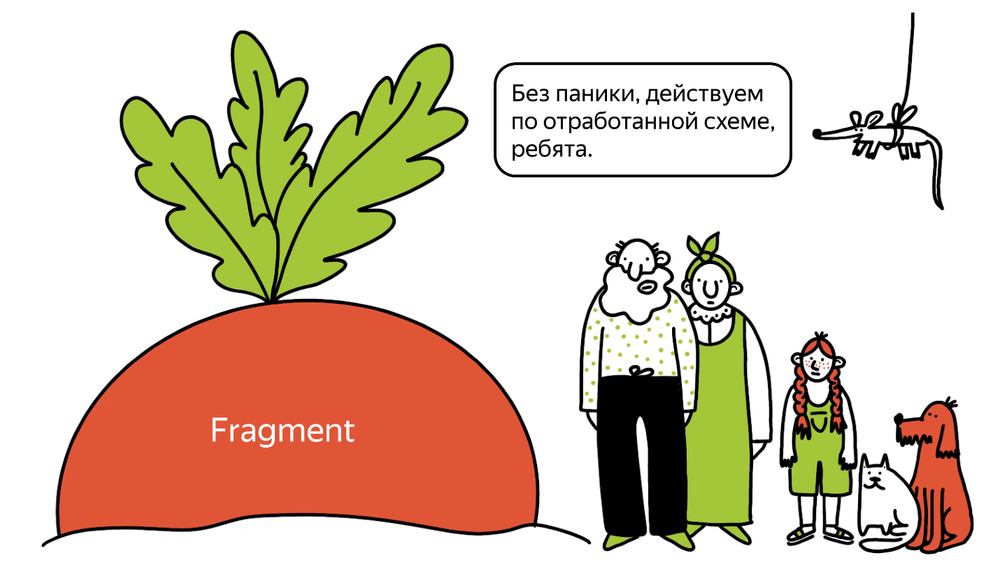 Без паники, действуем
по отработанной схеме,
ребята.
Fragment